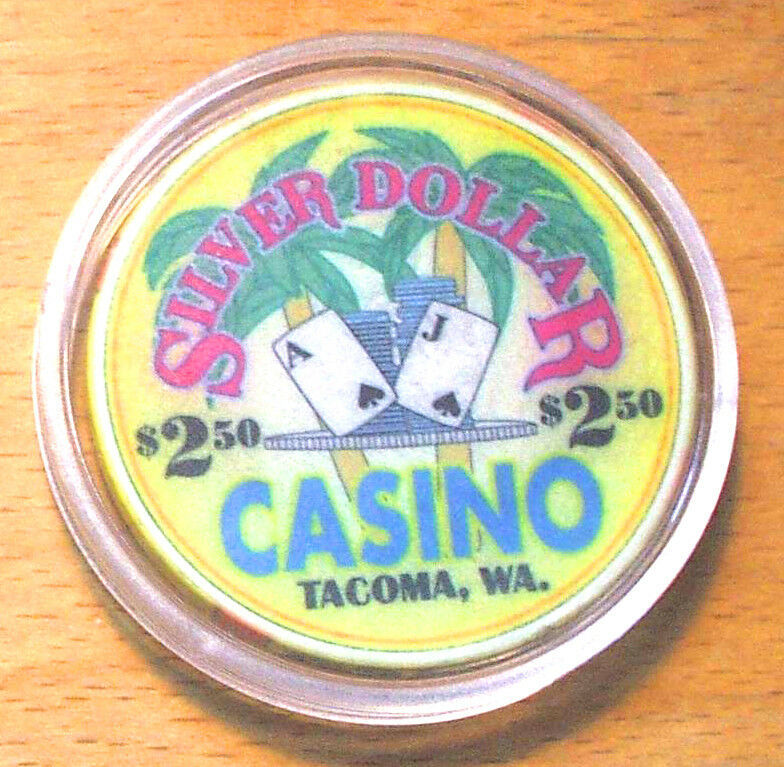 SILVER DOLLAR
A
J
$2.50
$2.50
CASINO
TACOMA, WA.